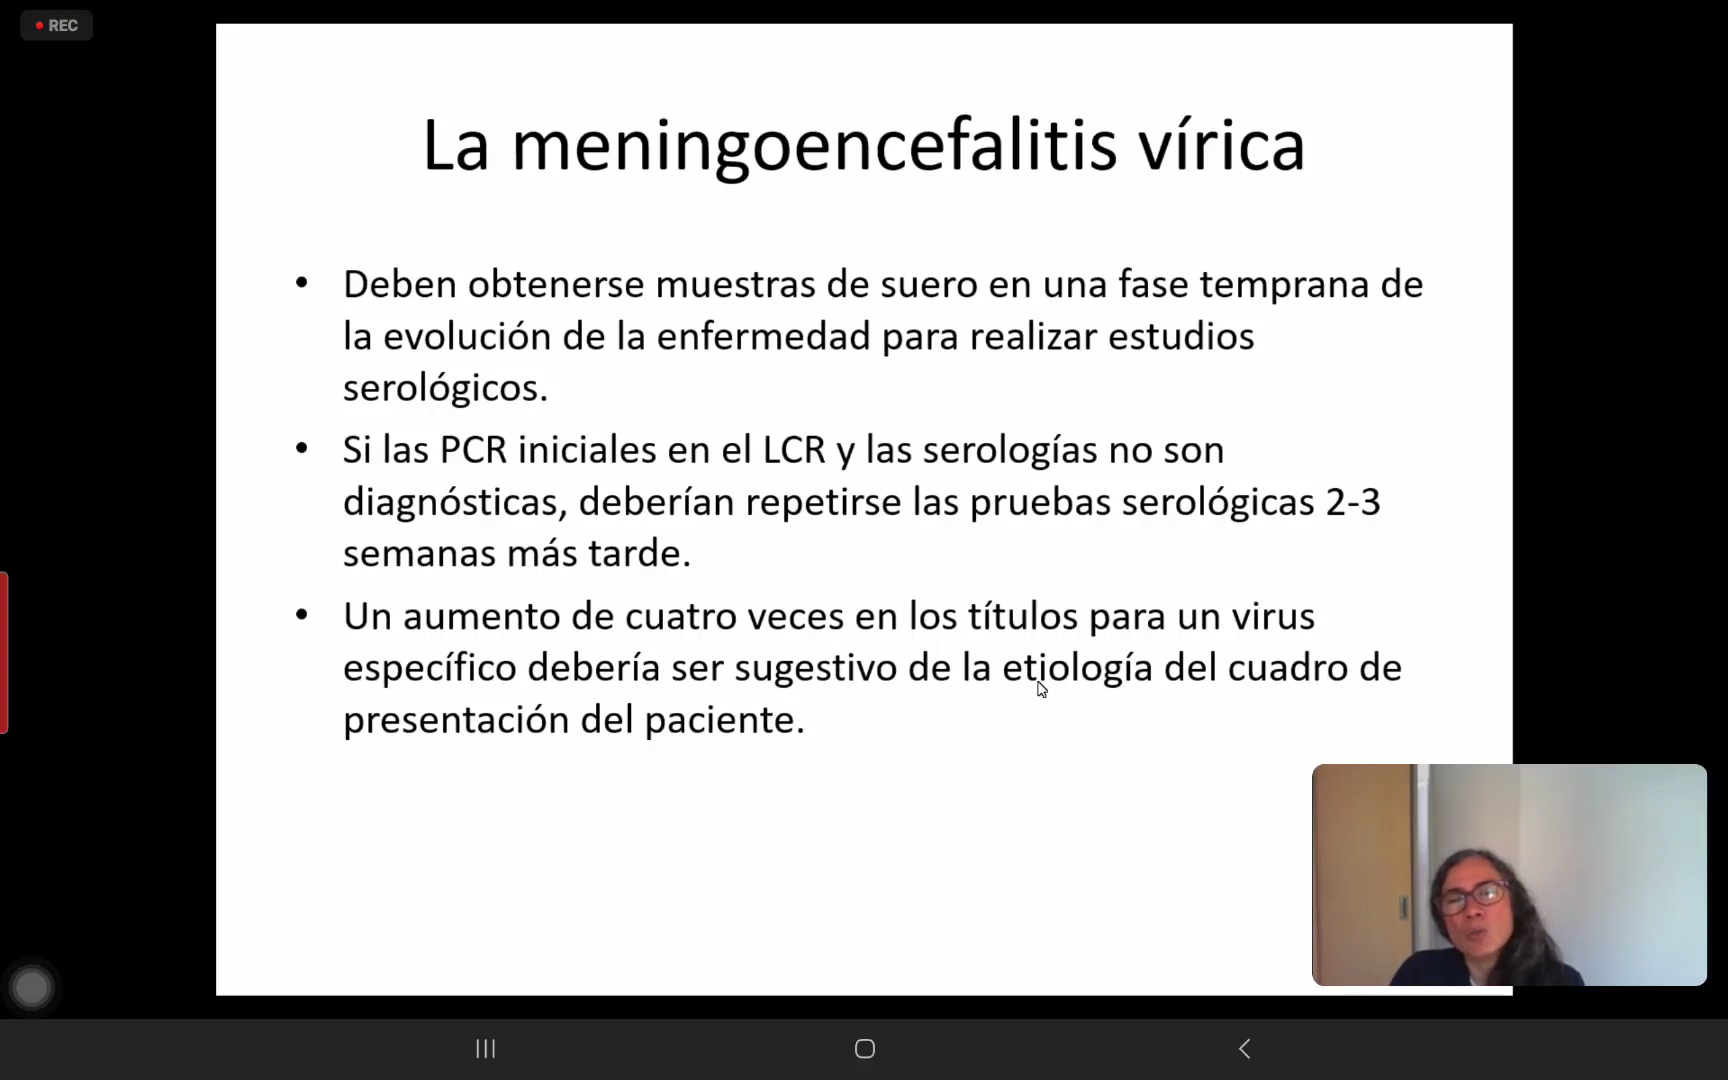 REC
La meningoencefalitis vírica
• Deben obtenerse muestras de suero en una fase temprana de
la evolución de la enfermedad para realizar estudios
serológicos.
• Si las PCR iniciales en el LCR y las serologías no son
diagnósticas, deberían repetirse las pruebas serológicas 2-3
semanas más tarde.
• Un aumento de cuatro veces en los títulos para un virus
específico debería ser sugestivo de la etiología del cuadro de
presentación del paciente.